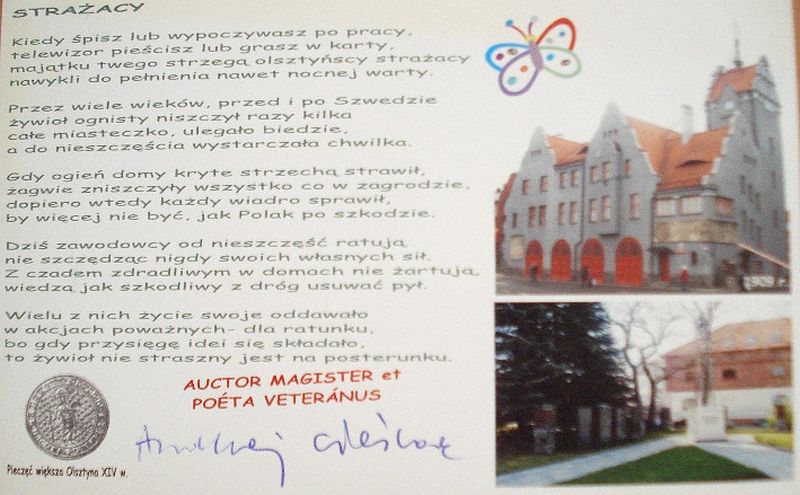 STRAŻACY
Kiedy śpisz lub wypoczywasz po pracy,
telewizor pieścisz lub grasz w karty,
majątku twego strzegą olsztyńscy strażacy
nawykli do pełnienia nawet nocnej warty.
Przez wiele wieków, przed i po Szwedzie
żywioł ognisty niszczył razy kilka
całe miasteczko, ulegało biedzie,
a do nieszczęścia wystarczała chwilka.
Gdy ogień domy kryte strzechą strawił,
żagwie zniszczyły wszystko co w zagrodzie,
dopiero wtedy każdy wiadro sprawił,
by więcej nie być, jak Polak po szkodzie.
Dziś zawodowcy od nieszczęść ratują
nie szczędząc nigdy swoich własnych sił.
Z czadem zdradliwym w domach nie żartują,
wiedzą jak szkodliwy z dróg usuwać pył.
Wielu z nich życie swoje oddawało
w akcjach poważnych- dla ratunku,
bo gdy przysięgę idei się składało,
to żywioł nie straszny jest na posterunku.
AUCTOR MAGISTER et
POÉTA VETERÁNUS
Andrzej
Pieczęć większa Olsztyna XIV w.
1909 r.